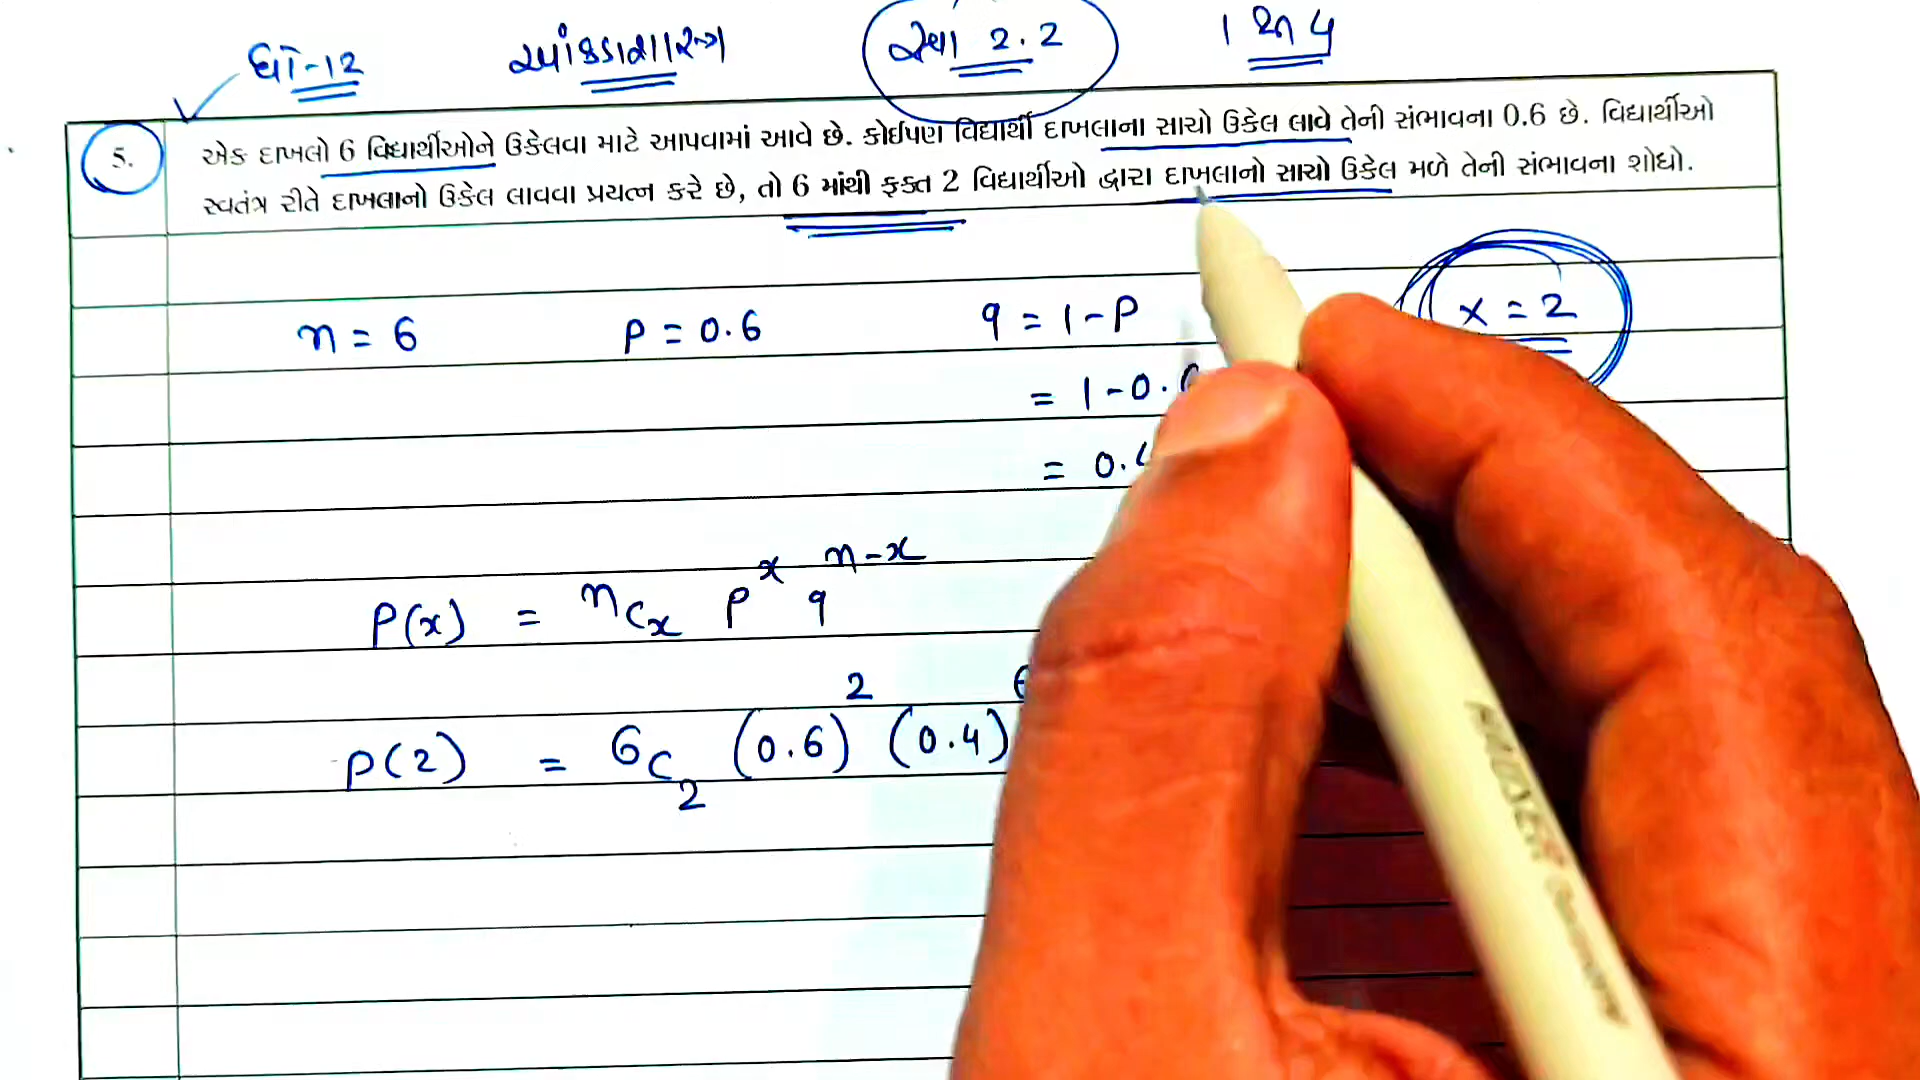 ધો-12 આંકડાશાસ્ત્ર સ્વા 2.2
5. એક દાખલો 6 વિદ્યાર્થીઓને ઉકેલવા માટે આપવામાં આવે છે. કોઈપણ વિદ્યાર્થી દાખલાના સાચો ઉકેલ લાવે તેની સંભાવના 0.6 છે. વિદ્યાર્થીઓ
સ્વતંત્ર રીતે દાખલાનો ઉકેલ લાવવા પ્રયત્ન કરે છે, તો 6 માંથી ફક્ત 2 વિદ્યાર્થીઓ દ્વારા દાખલાનો સાચો ઉકેલ મળે તેની સંભાવના શોધો.
n = 6 P = 0.6 q = 1-P x = 2
= 1-0.
= 0.4
P(x) = nCx p^x q^n-x
P(2) = 6C2 (0.6)^2 (0.4)^6